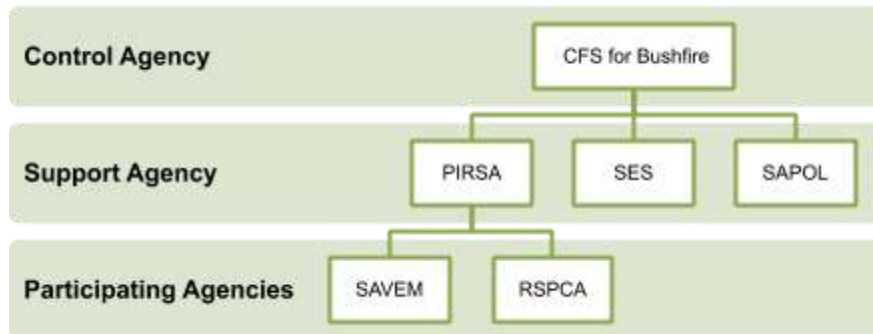 Control Agency
CFS for Bushfire
Support Agency
PIRSA
SES
SAPOL
Participating Agencies
SAVEM
RSPCA